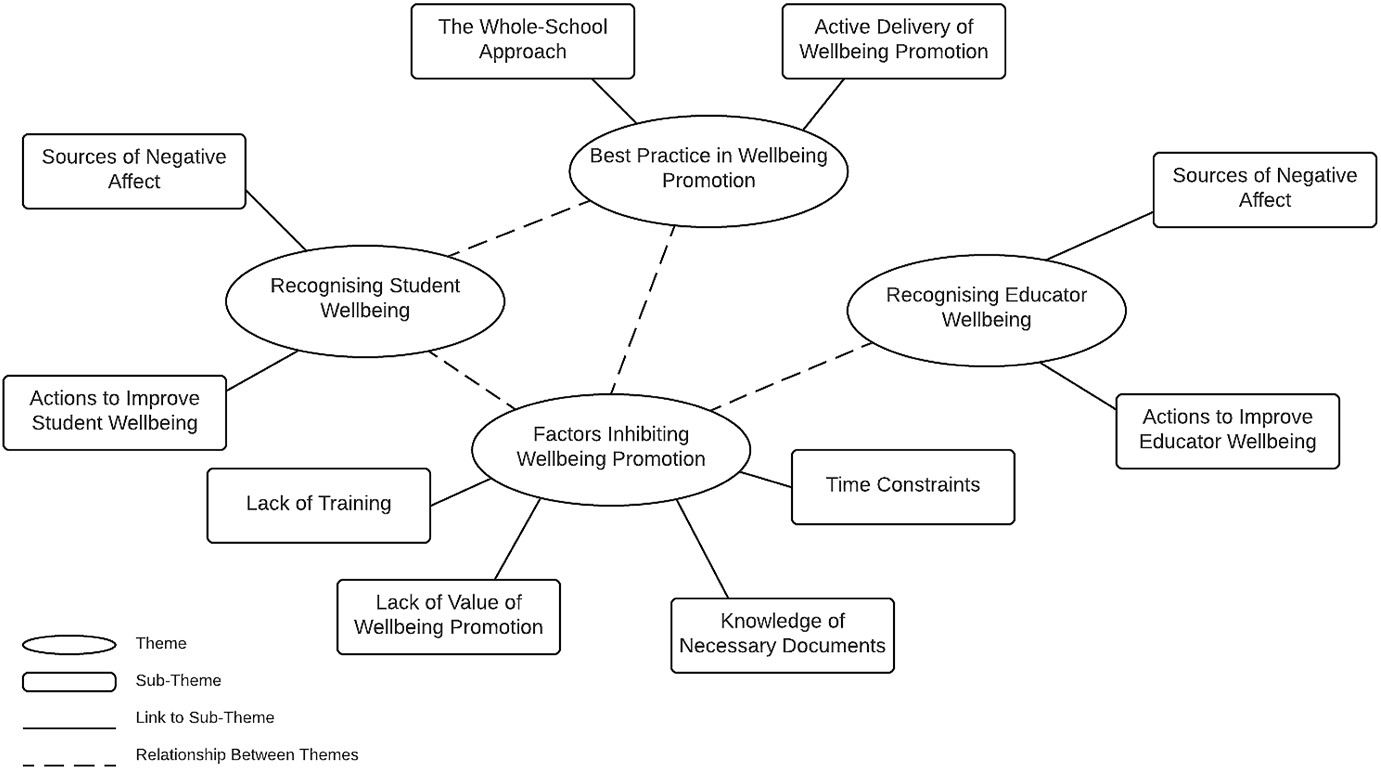 The Whole-School
Approach
Active Delivery of
Wellbeing Promotion
Sources of Negative
Affect
Best Practice in Wellbeing
Promotion
Sources of Negative
Affect
Recognising Student
Wellbeing
Recognising Educator
Wellbeing
Actions to Improve
Student Wellbeing
Factors Inhibiting
Wellbeing Promotion
Actions to Improve
Educator Wellbeing
Lack of Training
Time Constraints
Lack of Value of
Wellbeing Promotion
Knowledge of
Necessary Documents
Theme
Sub-Theme
Link to Sub-Theme
Relationship Between Themes